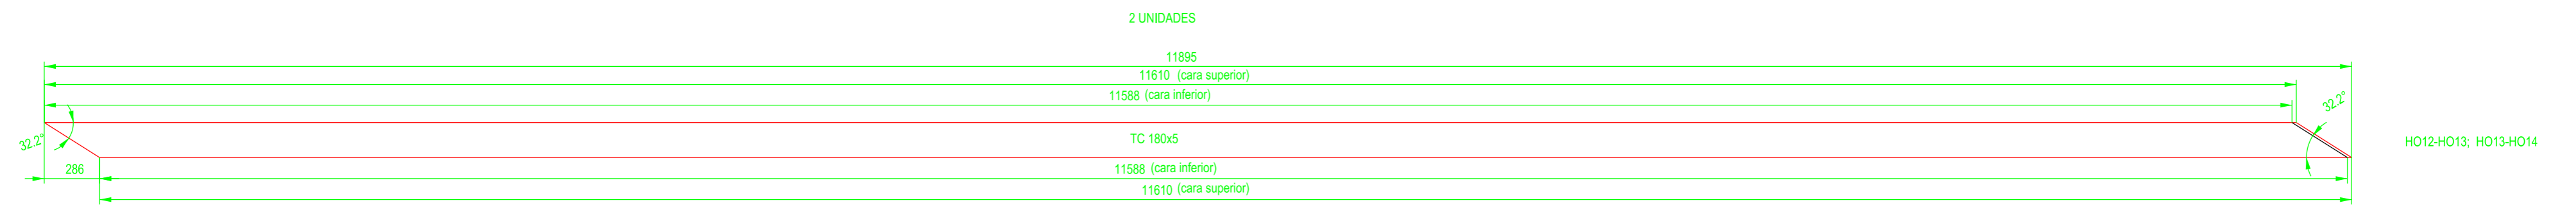 2 UNIDADES
11895
11610 (cara superior)
11588 (cara inferior)
32.2°
32.2°
TC 180x5
HO12-HO13; HO13-HO14
286
11588 (cara inferior)
11610 (cara superior)